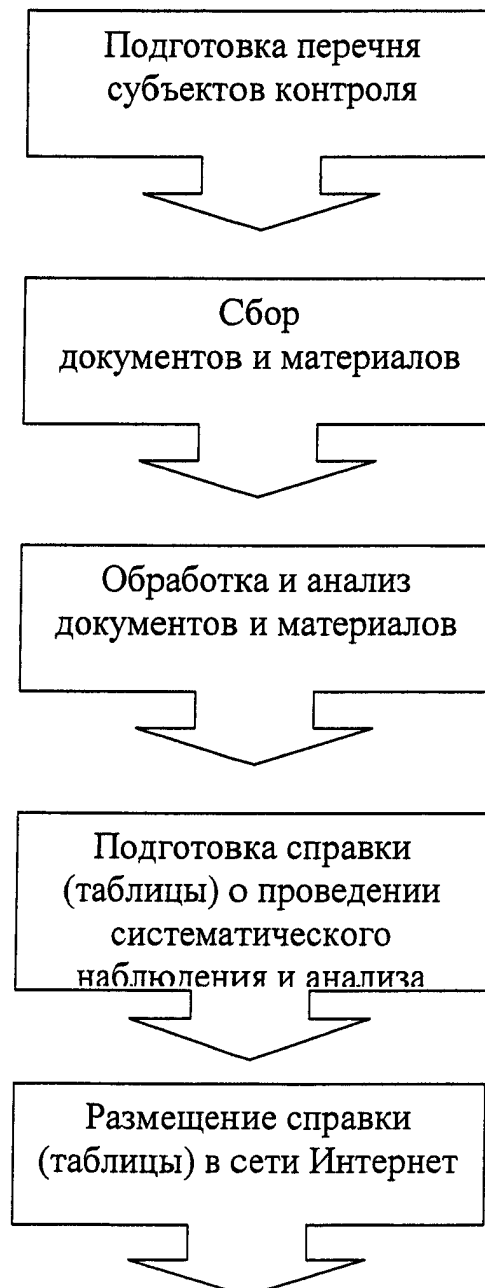 Подготовка перечня
субъектов контроля
Сбор
документов и материалов
Обработка и анализ
документов и материалов
Подготовка справки
(таблицы) о проведении
систематического
наблюдения и анализа
Размещение справки
(таблицы) в сети Интернет